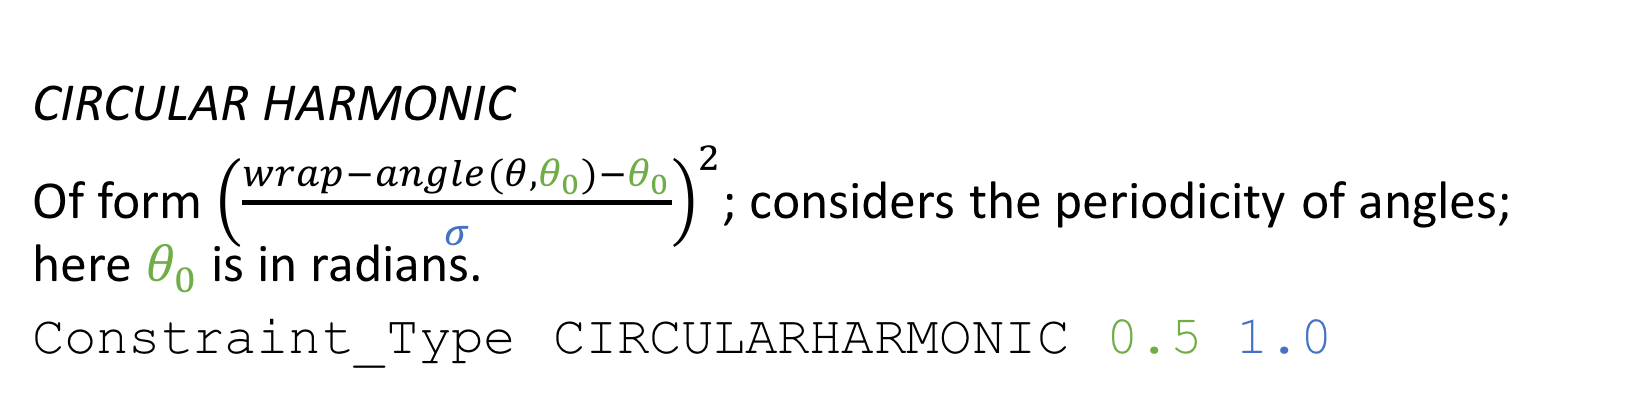 CIRCULAR HARMONIC
Of form (wrap−angle(θ,θ₀)−θ₀ / σ)²; considers the periodicity of angles;
here θ₀ is in radians.
Constraint_Type CIRCULARHARMONIC 0.5 1.0